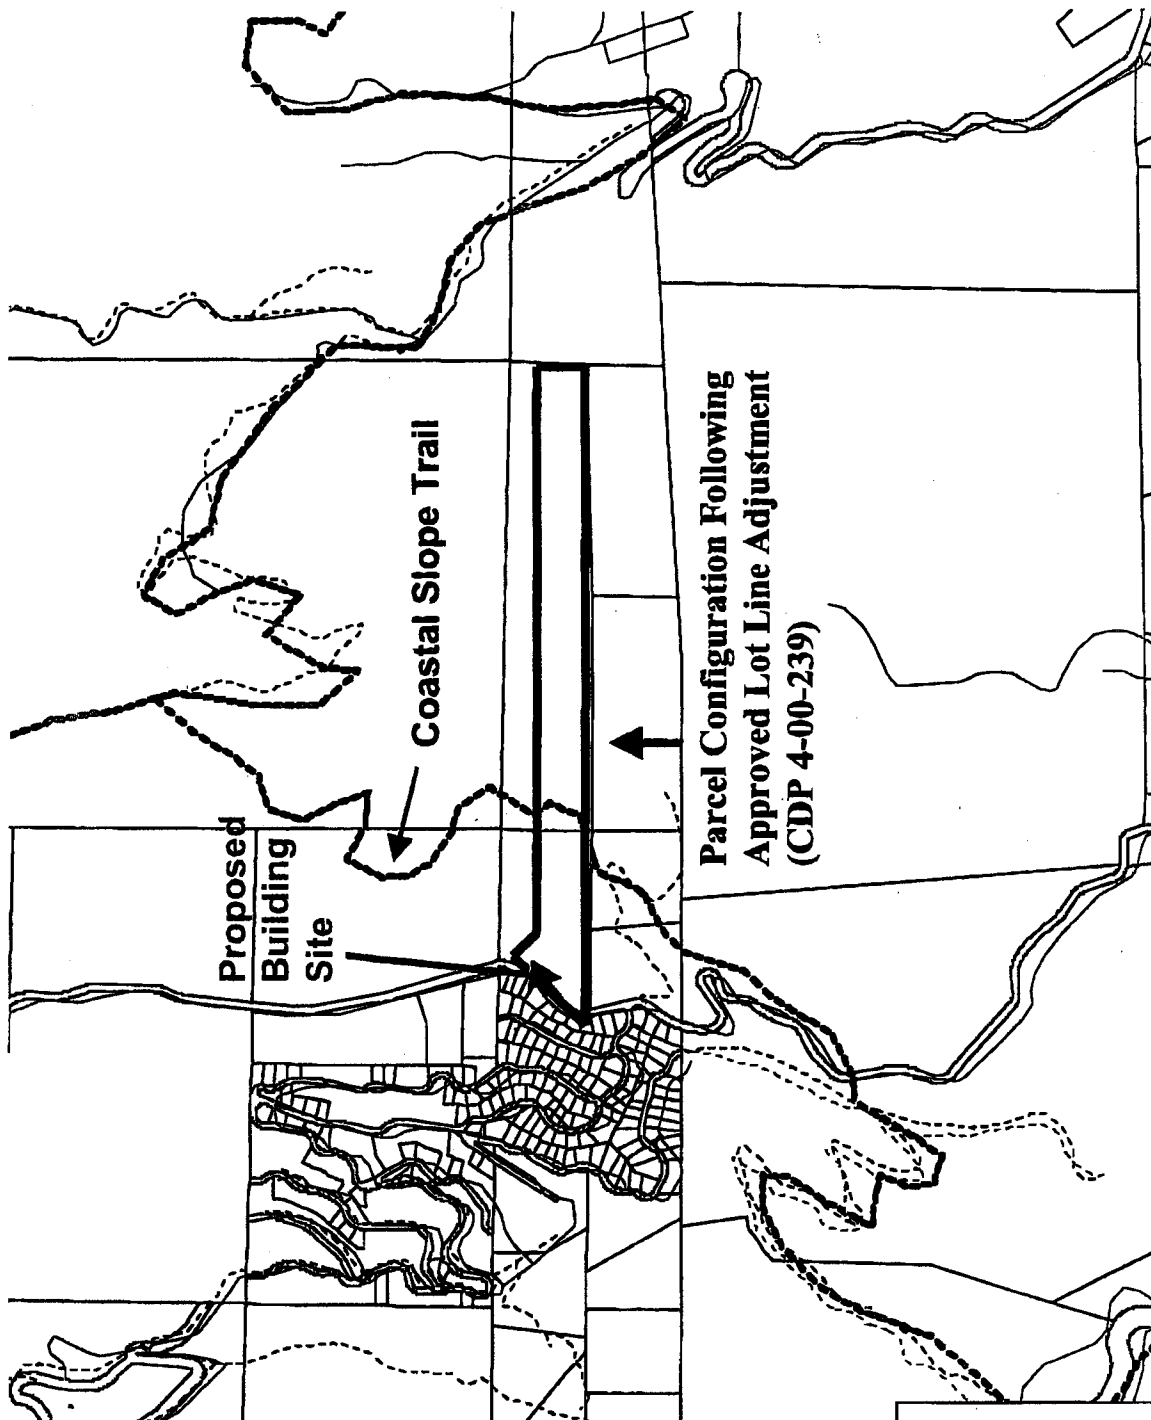 Proposed
Building
Site
Coastal Slope Trail
Parcel Configuration Following
Approved Lot Line Adjustment
(CDP 4-00-239)